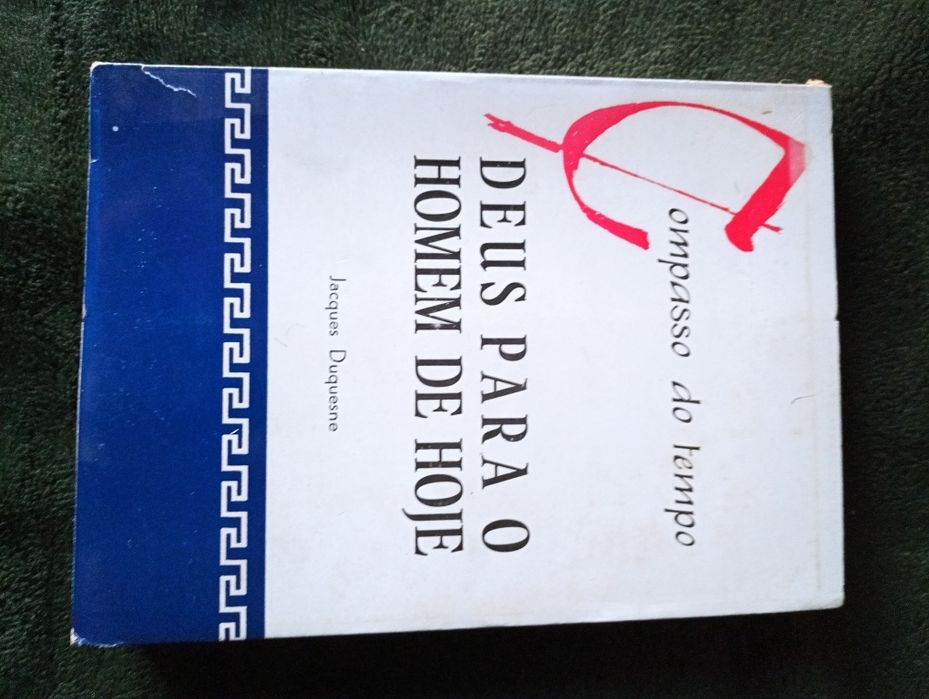 Compasso do tempo
DEUS PARA O
HOMEM DE HOJE
Jacques Duquesne